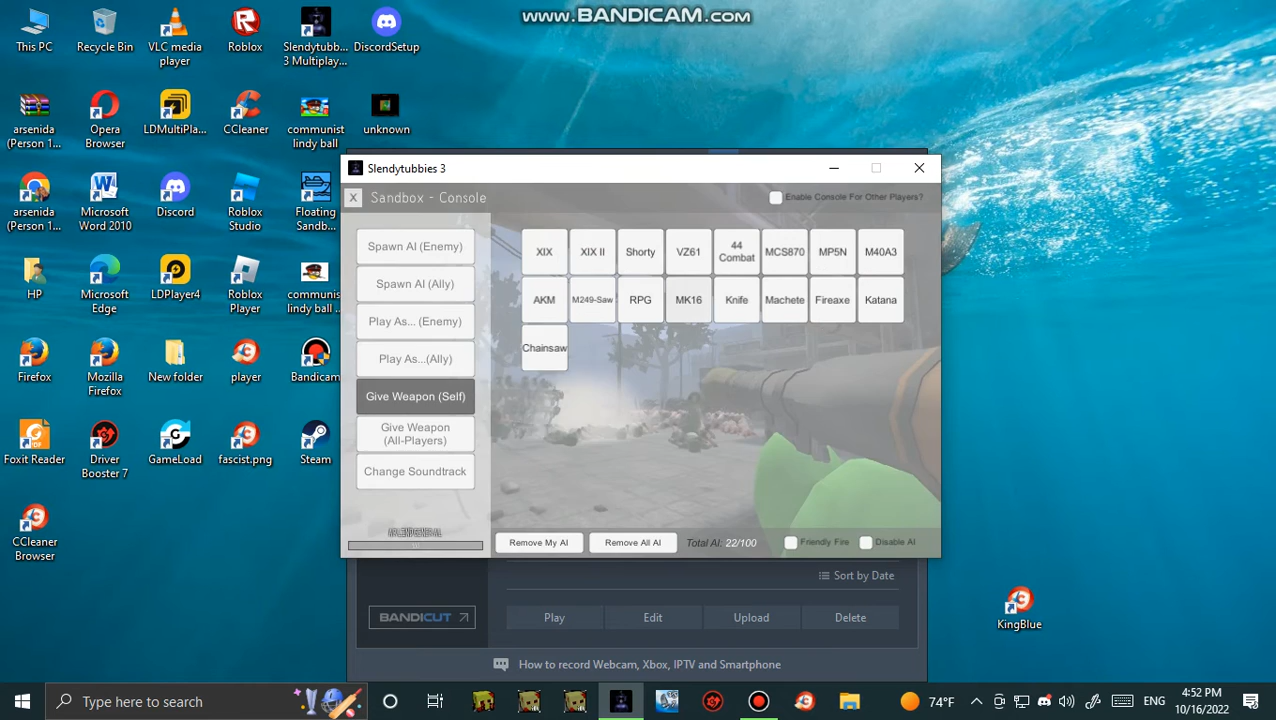 www.BANDICAM.com
This PC
Recycle Bin
VLC media
player
Roblox
Slendytubb...
3 Multiplay...
DiscordSetup
arsenida
(Person 1...
Opera
Browser
LDMultiPla...
CCleaner
communist
lindy ball
unknown
arsenida
(Person 1...
Microsoft
Word 2010
Discord
Roblox
Studio
Floating
Sandb...
HP
Microsoft
Edge
LDPlayer4
Roblox
Player
communis
lindy ball ..
Firefox
Mozilla
Firefox
New folder
player
Bandicam
Foxit Reader
Driver
Booster 7
GameLoad
fascist.png
Steam
CCleaner
Browser
KingBlue
Slendytubbies 3
X
Sandbox - Console
Enable Console For Other Players?
Spawn AI (Enemy)
Spawn AI (Ally)
Play As... (Enemy)
Play As...(Ally)
Give Weapon (Self)
Give Weapon
(All-Players)
Change Soundtrack
XIX
XIX II
Shorty
VZ61
44
Combat
MCS870
MP5N
M40A3
AKM
M249-Saw
RPG
MK16
Knife
Machete
Fireaxe
Katana
Chainsaw
Remove My AI
Remove All AI
Total AI: 22/100
Friendly Fire
Disable AI
Sort by Date
BANDICUT
Play
Edit
Upload
Delete
How to record Webcam, Xbox, IPTV and Smartphone
Type here to search
74°F
ENG
4:52 PM
10/16/2022